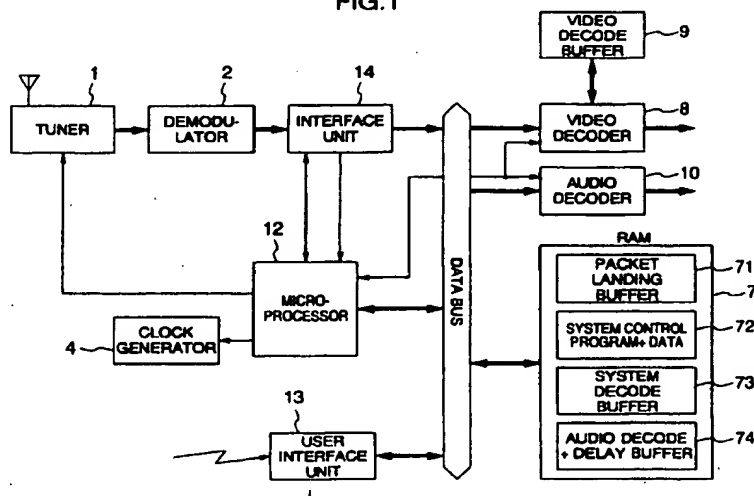 FIG.1
VIDEO
DECODE
BUFFER
9
1
2
14
8
TUNER
DEMODU-
LATOR
INTERFACE
UNIT
VIDEO
DECODER
10
AUDIO
DECODER
12
RAM
MICRO-
PROCESSOR
DATA BUS
PACKET
LANDING
BUFFER
71
7
4
CLOCK
GENERATOR
SYSTEM CONTROL
PROGRAM+DATA
72
SYSTEM
DECODE
BUFFER
73
13
USER
INTERFACE
UNIT
AUDIO DECODE
+ DELAY BUFFER
74